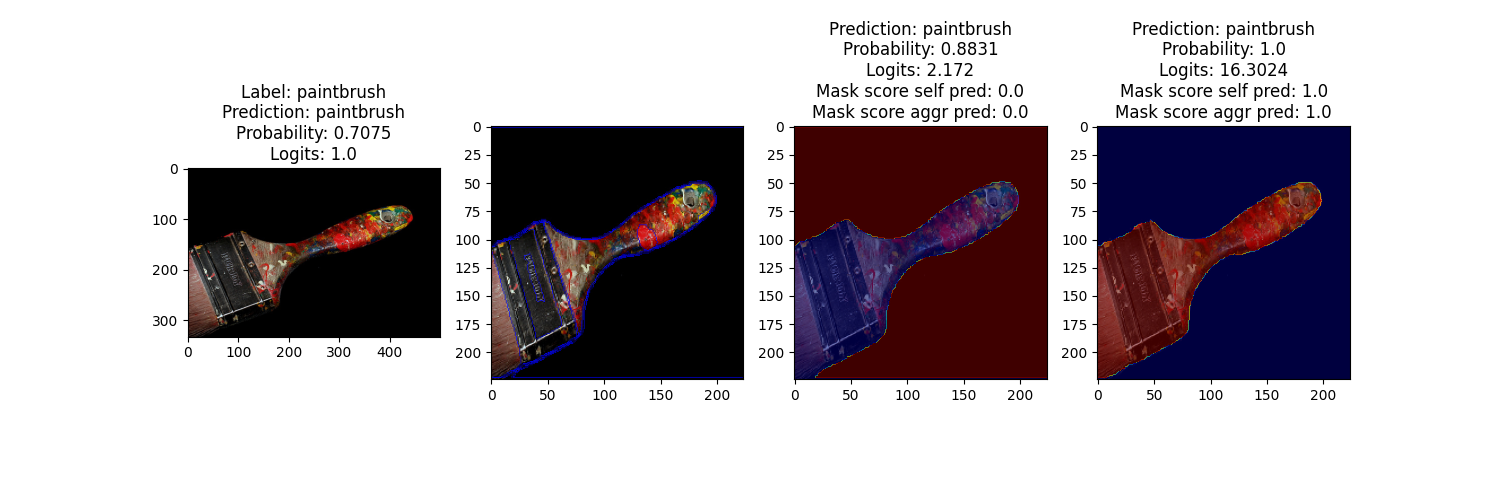 Label: paintbrush
Prediction: paintbrush
Probability: 0.7075
Logits: 1.0
0
100
200
300
0 100 200 300 400
0
25
50
75
100
125
150
175
200
0 50 100 150 200
Prediction: paintbrush
Probability: 0.8831
Logits: 2.172
Mask score self pred: 0.0
Mask score aggr pred: 0.0
0
25
50
75
100
125
150
175
200
0 50 100 150 200
Prediction: paintbrush
Probability: 1.0
Logits: 16.3024
Mask score self pred: 1.0
Mask score aggr pred: 1.0
0
25
50
75
100
125
150
175
200
0 50 100 150 200